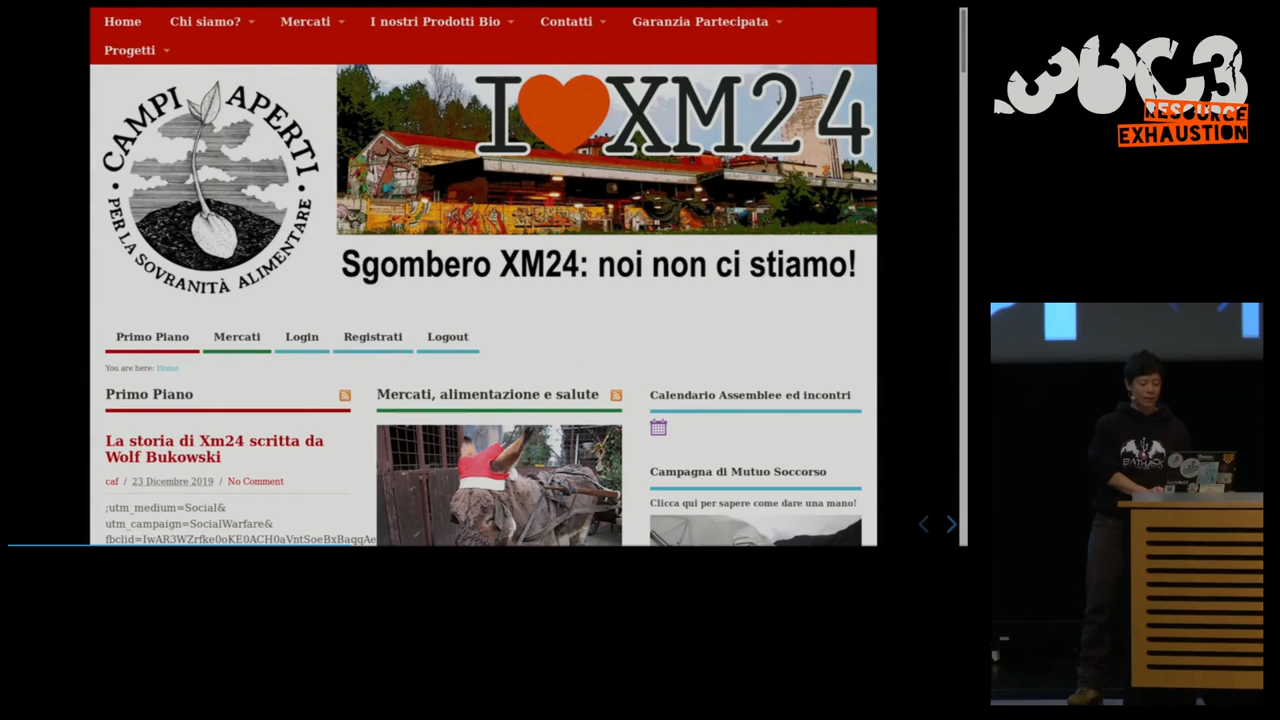 Home Chi siamo? Mercati I nostri Prodotti Bio Contatti Garanzia Partecipata
Progetti
CAMPI APERTI
• PER LA SOVRANITÀ ALIMENTARE •
I XM24
Sgombero XM24: noi non ci stiamo!
Primo Piano Mercati Login Registrati Logout
You are here: Home
Primo Piano
La storia di Xm24 scritta da
Wolf Bukowski
caf / 23 Dicembre 2019 / No Comment
;utm_medium=Social&
utm_campaign=SocialWarfare&
fbclid=IwAR3WZrfke0oKE0ACH0aVntSoeBxBaqqAe
Mercati, alimentazione e salute
Calendario Assemblee ed incontri
Campagna di Mutuo Soccorso
Clicca qui per sapere come dare una mano!
36C3
RESOURCE
EXHAUSTION
BATHACK